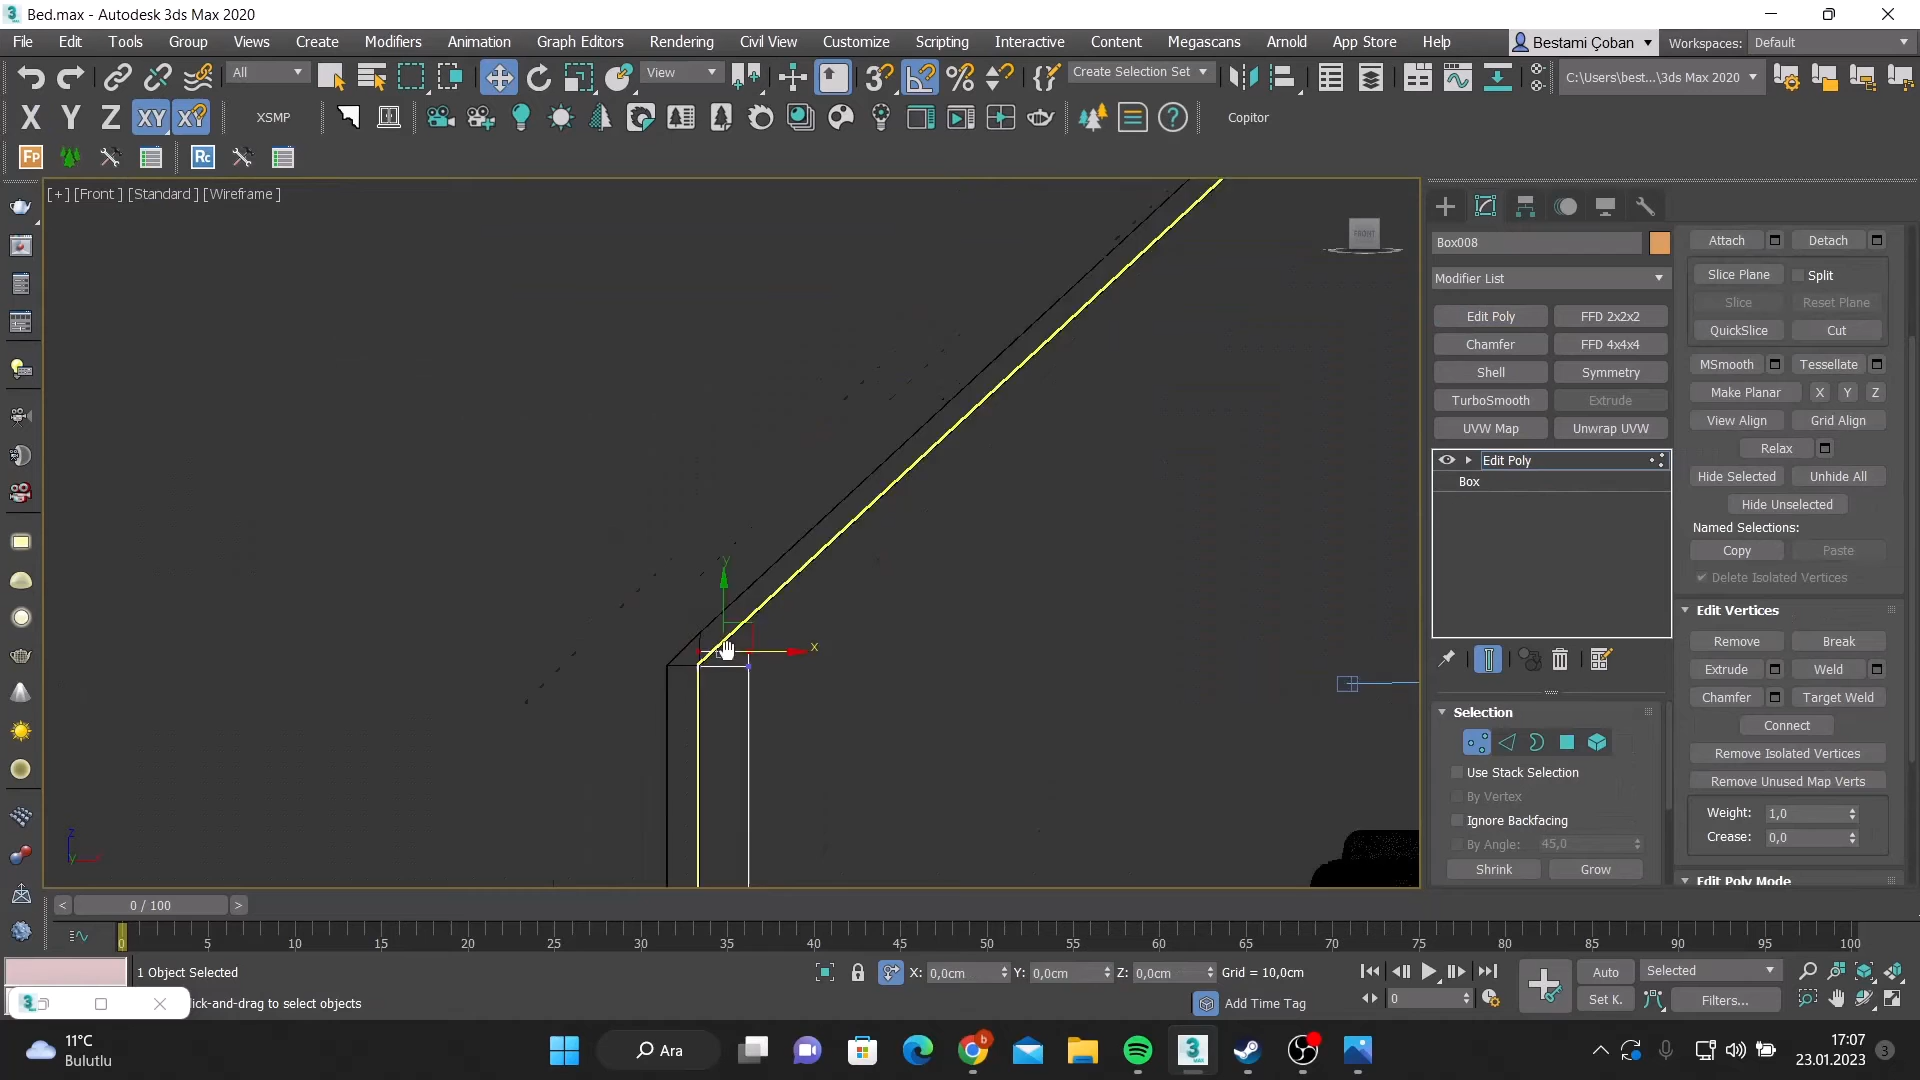 Bed.max - Autodesk 3ds Max 2020
File Edit Tools Group Views Create Modifiers Animation Graph Editors Rendering Civil View Customize Scripting Interactive Content Megascans Arnold App Store Help Bestami Çoban Workspaces: Default
All View Create Selection Set C:\Users\best...\3ds Max 2020
X Y Z XY X? XSMP Copitor
Fp Rc
[+] [Front ] [Standard ] [Wireframe ]
FRONT
Box008
Modifier List
Edit Poly FFD 2x2x2
Chamfer FFD 4x4x4
Shell Symmetry
TurboSmooth Extrude
UVW Map Unwrap UVW
Edit Poly
Box
Selection
Use Stack Selection
By Vertex
Ignore Backfacing
By Angle: 45,0
Shrink Grow
Attach Detach
Slice Plane Split
Slice Reset Plane
QuickSlice Cut
MSmooth Tessellate
Make Planar X Y Z
View Align Grid Align
Relax
Hide Selected Unhide All
Hide Unselected
Named Selections:
Copy Paste
Delete Isolated Vertices
Edit Vertices
Remove Break
Extrude Weld
Chamfer Target Weld
Connect
Remove Isolated Vertices
Remove Unused Map Verts
Weight: 1,0
Crease: 0,0
Edit Poly Mode
y
x
z
y
< 0 / 100 >
0 5 10 15 20 25 30 35 40 45 50 55 60 65 70 75 80 85 90 95 100
1 Object Selected X: 0,0cm Y: 0,0cm Z: 0,0cm Grid = 10,0cm Auto Selected
lick-and-drag to select objects Add Time Tag 0 Set K. Filters...
11°C
Bulutlu
Ara
17:07
23.01.2023
3